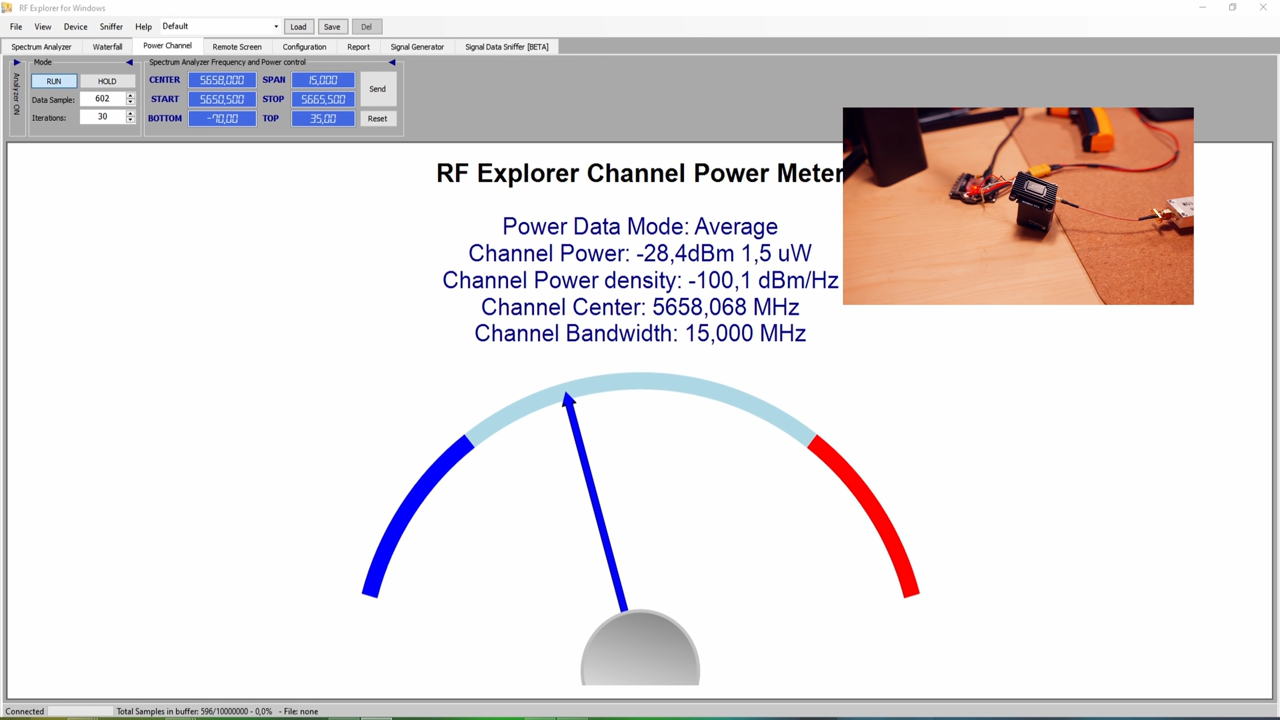 RF Explorer for Windows
File View Device Sniffer Help Default Load Save Del
Spectrum Analyzer Waterfall Power Channel Remote Screen Configuration Report Signal Generator Signal Data Sniffer [BETA]
Analyzer ON
Mode
RUN HOLD
Data Sample: 602
Iterations: 30
Spectrum Analyzer Frequency and Power control
CENTER 5658,000 SPAN 15,000
START 5650,500 STOP 5665,500
BOTTOM -70,00 TOP 35,00
Send
Reset
RF Explorer Channel Power Meter
Power Data Mode: Average
Channel Power: -28,4dBm 1,5 uW
Channel Power density: -100,1 dBm/Hz
Channel Center: 5658,068 MHz
Channel Bandwidth: 15,000 MHz
Connected Total Samples in buffer: 596/10000000 - 0,0% - File: none